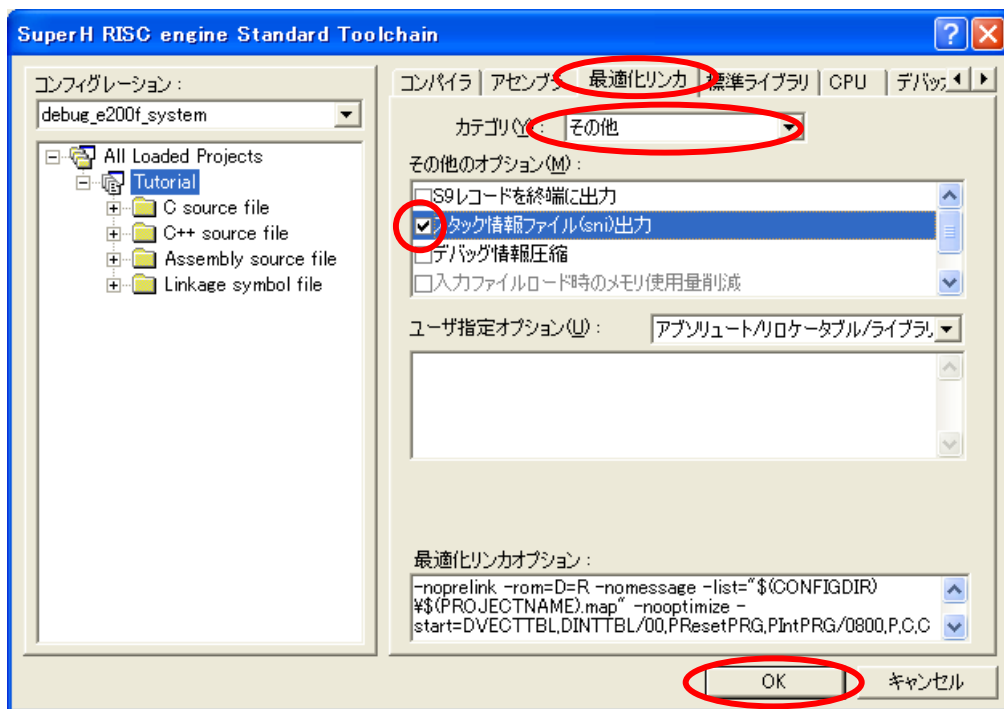 SuperH RISC engine Standard Toolchain
コンフィグレーション :
debug_e200f_system
All Loaded Projects
Tutorial
C source file
C++ source file
Assembly source file
Linkage symbol file
コンパイラ アセンブラ 最適化リンカ 標準ライブラリ CPU デバッ
カテゴリ(Y) : その他
その他のオプション(M) :
S9レコードを終端に出力
スタック情報ファイル(sni)出力
デバッグ情報圧縮
入力ファイルロード時のメモリ使用量削減
ユーザ指定オプション(U) : アブソリュート/リロケータブル/ライブラリ
最適化リンカオプション :
-noprelink -rom=D=R -nomessage -list="$(CONFIGDIR)
¥$(PROJECTNAME).map" -nooptimize -
start=DVECTTBL,DINTTBL/00,PResetPRG,PIntPRG/0800,P,C,C
OK キャンセル